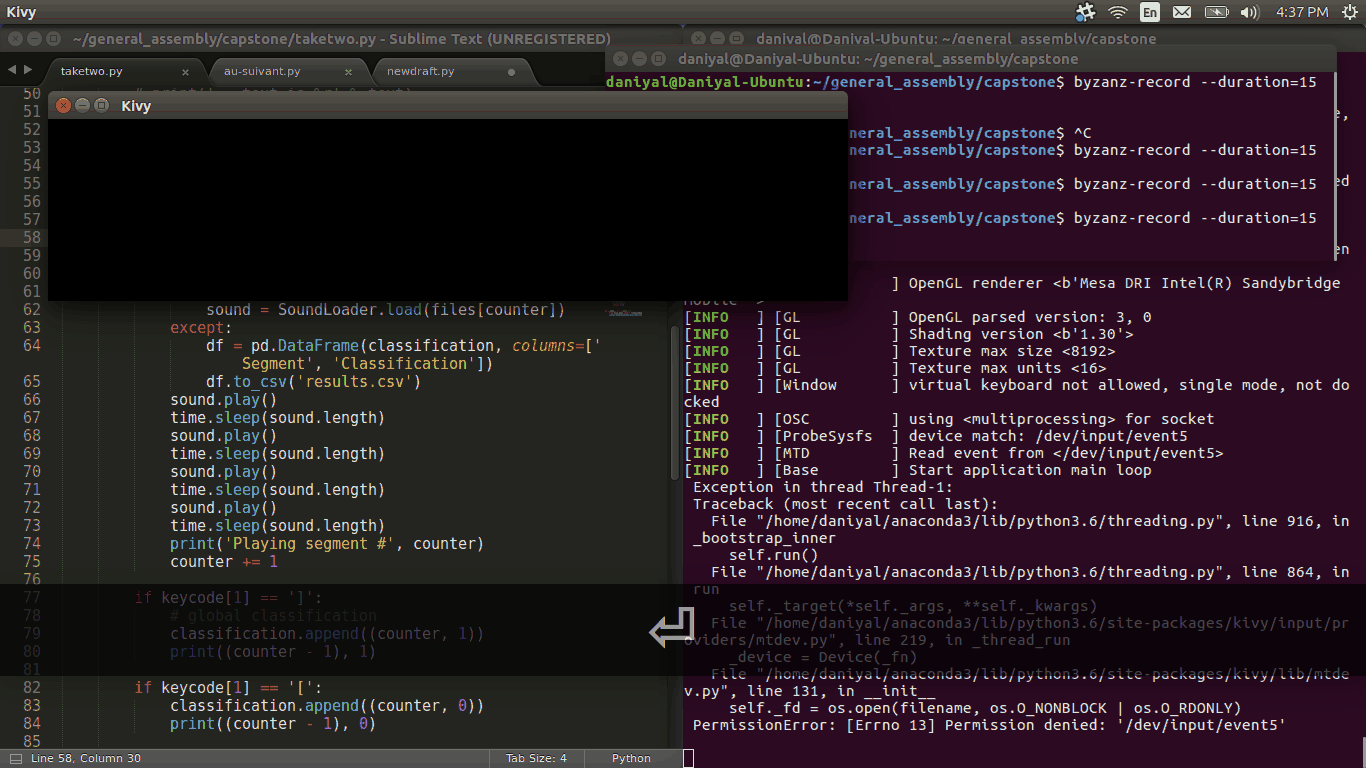 Kivy
En
4:37 PM
~/general_assembly/capstone/taketwo.py - Sublime Text (UNREGISTERED)
daniyal@Daniyal-Ubuntu: ~/general_assembly/capstone
daniyal@Daniyal-Ubuntu: ~/general_assembly/capstone
taketwo.py
au-suivant.py
newdraft.py
Kivy
50
51
52
53
54
55
56
57
58
59
60
61
62 sound = SoundLoader.load(files[counter])
63 except:
64 df = pd.DataFrame(classification, columns=['
Segment', 'Classification'])
65 df.to_csv('results.csv')
66 sound.play()
67 time.sleep(sound.length)
68 sound.play()
69 time.sleep(sound.length)
70 sound.play()
71 time.sleep(sound.length)
72 sound.play()
73 time.sleep(sound.length)
74 print('Playing segment #', counter)
75 counter += 1
76
77 if keycode[1] == ']':
78 # global classification
79 classification.append((counter, 1))
80 print((counter - 1), 1)
81
82 if keycode[1] == '[':
83 classification.append((counter, 0))
84 print((counter - 1), 0)
85
Line 58, Column 30
Tab Size: 4
Python
daniyal@Daniyal-Ubuntu:~/general_assembly/capstone$ byzanz-record --duration=15
neral_assembly/capstone$ ^C
neral_assembly/capstone$ byzanz-record --duration=15
neral_assembly/capstone$ byzanz-record --duration=15
neral_assembly/capstone$ byzanz-record --duration=15
e,
ed
en
] OpenGL renderer <b'Mesa DRI Intel(R) Sandybridge
[INFO ] [GL ] OpenGL parsed version: 3, 0
[INFO ] [GL ] Shading version <b'1.30'>
[INFO ] [GL ] Texture max size <8192>
[INFO ] [GL ] Texture max units <16>
[INFO ] [Window ] virtual keyboard not allowed, single mode, not do
cked
[INFO ] [OSC ] using <multiprocessing> for socket
[INFO ] [ProbeSysfs ] device match: /dev/input/event5
[INFO ] [MTD ] Read event from </dev/input/event5>
[INFO ] [Base ] Start application main loop
Exception in thread Thread-1:
Traceback (most recent call last):
File "/home/daniyal/anaconda3/lib/python3.6/threading.py", line 916, in
_bootstrap_inner
self.run()
File "/home/daniyal/anaconda3/lib/python3.6/threading.py", line 864, in
run
self._target(*self._args, **self._kwargs)
File "/home/daniyal/anaconda3/lib/python3.6/site-packages/kivy/input/pr
oviders/mtdev.py", line 219, in _thread_run
_device = Device(_fn)
File "/home/daniyal/anaconda3/lib/python3.6/site-packages/kivy/lib/mtde
v.py", line 131, in __init__
self._fd = os.open(filename, os.O_NONBLOCK | os.O_RDONLY)
PermissionError: [Errno 13] Permission denied: '/dev/input/event5'